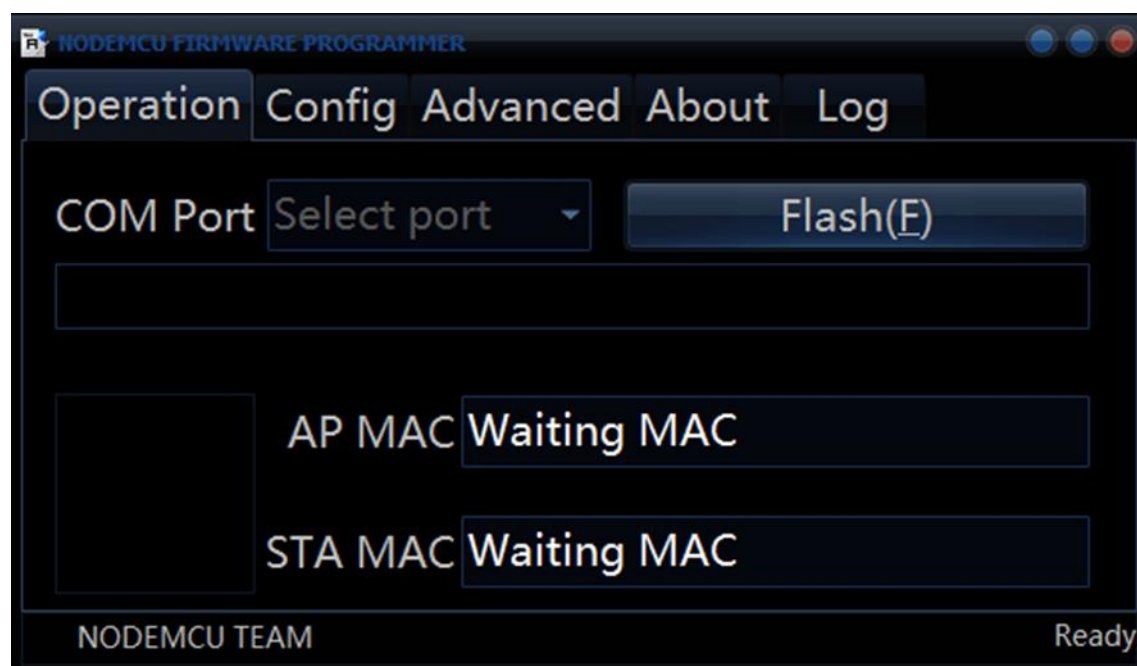 NODEMCU FIRMWARE PROGRAMMER
Operation Config Advanced About Log
COM Port Select port Flash(F)
AP MAC Waiting MAC
STA MAC Waiting MAC
NODEMCU TEAM Ready